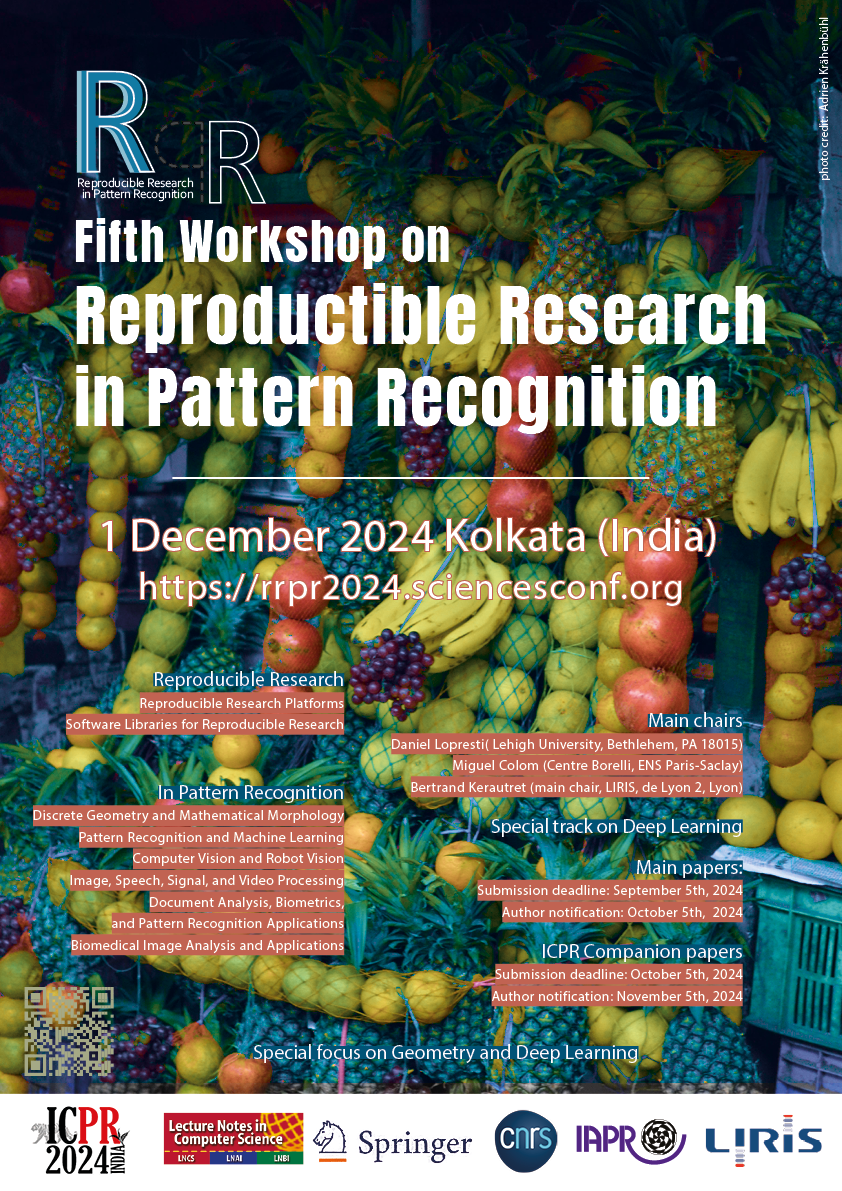 photo credit: Adrien Krähenbühl
RR
Reproducible Research
in Pattern Recognition
Fifth Workshop on
Reproductible Research
in Pattern Recognition
1 December 2024 Kolkata (India)
https://rrpr2024.sciencesconf.org
Reproducible Research
Reproducible Research Platforms
Software Libraries for Reproducible Research
In Pattern Recognition
Discrete Geometry and Mathematical Morphology
Pattern Recognition and Machine Learning
Computer Vision and Robot Vision
Image, Speech, Signal, and Video Processing
Document Analysis, Biometrics,
and Pattern Recognition Applications
Biomedical Image Analysis and Applications
Main chairs
Daniel Lopresti( Lehigh University, Bethlehem, PA 18015)
Miguel Colom (Centre Borelli, ENS Paris-Saclay)
Bertrand Kerautret (main chair, LIRIS, de Lyon 2, Lyon)
Special track on Deep Learning
Main papers:
Submission deadline: September 5th, 2024
Author notification: October 5th, 2024
ICPR Companion papers
Submission deadline: October 5th, 2024
Author notification: November 5th, 2024
Special focus on Geometry and Deep Learning
ICPR
2024
INDIA
Lecture Notes in
Computer Science
LNCS LNAI LNBI
Springer
cnrs
IAPR
LIRIS